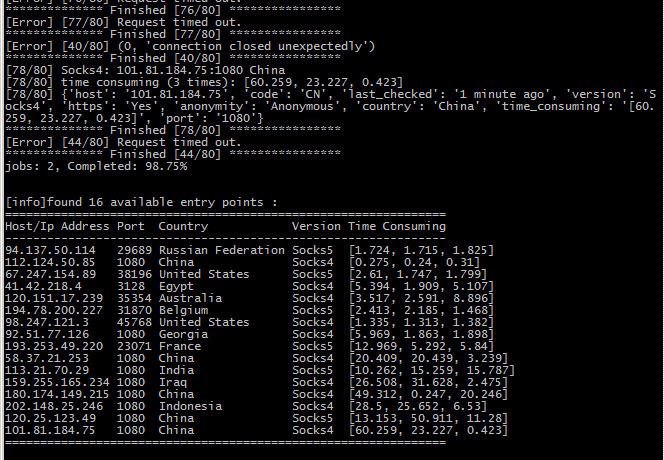 [Error] [76/80] Request timed out.
************** Finished [76/80] ****************
[Error] [77/80] Request timed out.
************** Finished [77/80] ****************
[Error] [40/80] (0, 'connection closed unexpectedly')
************** Finished [40/80] ****************
[78/80] Socks4: 101.81.184.75:1080 China
[78/80] time consuming (3 times): [60.259, 23.227, 0.423]
[78/80] {'host': '101.81.184.75', 'code': 'CN', 'last_checked': '1 minute ago', 'version': 'S
ocks4', 'https': 'Yes', 'anonymity': 'Anonymous', 'country': 'China', 'time_consuming': '[60.
259, 23.227, 0.423]', 'port': '1080'}
************** Finished [78/80] ****************
[Error] [44/80] Request timed out.
************** Finished [44/80] ****************
jobs: 2, Completed: 98.75%
[info]found 16 available entry points :
===============================================================
Host/Ip Address Port Country Version Time Consuming
---------------------------------------------------------------
94.137.50.114 29689 Russian Federation Socks5 [1.724, 1.715, 1.825]
112.124.50.85 1080 China Socks4 [0.275, 0.24, 0.31]
67.247.154.89 38196 United States Socks5 [2.61, 1.747, 1.799]
41.42.218.4 3128 Egypt Socks4 [5.394, 1.909, 5.107]
120.151.17.239 35354 Australia Socks4 [3.517, 2.591, 8.896]
194.78.200.227 31870 Belgium Socks5 [2.413, 2.185, 1.468]
98.247.121.3 45768 United States Socks4 [1.335, 1.313, 1.382]
92.51.77.126 1080 Georgia Socks4 [5.969, 1.863, 1.898]
193.253.49.220 23071 France Socks5 [12.969, 5.292, 5.84]
58.37.21.253 1080 China Socks4 [20.409, 20.439, 3.239]
113.21.70.29 1080 India Socks5 [10.262, 15.259, 15.787]
159.255.165.234 1080 Iraq Socks4 [26.508, 31.628, 2.475]
180.174.149.215 1080 China Socks4 [49.312, 0.247, 20.246]
202.148.25.246 1080 Indonesia Socks4 [28.5, 25.652, 6.53]
120.25.123.49 1080 China Socks5 [13.153, 50.911, 11.28]
101.81.184.75 1080 China Socks4 [60.259, 23.227, 0.423]
===============================================================